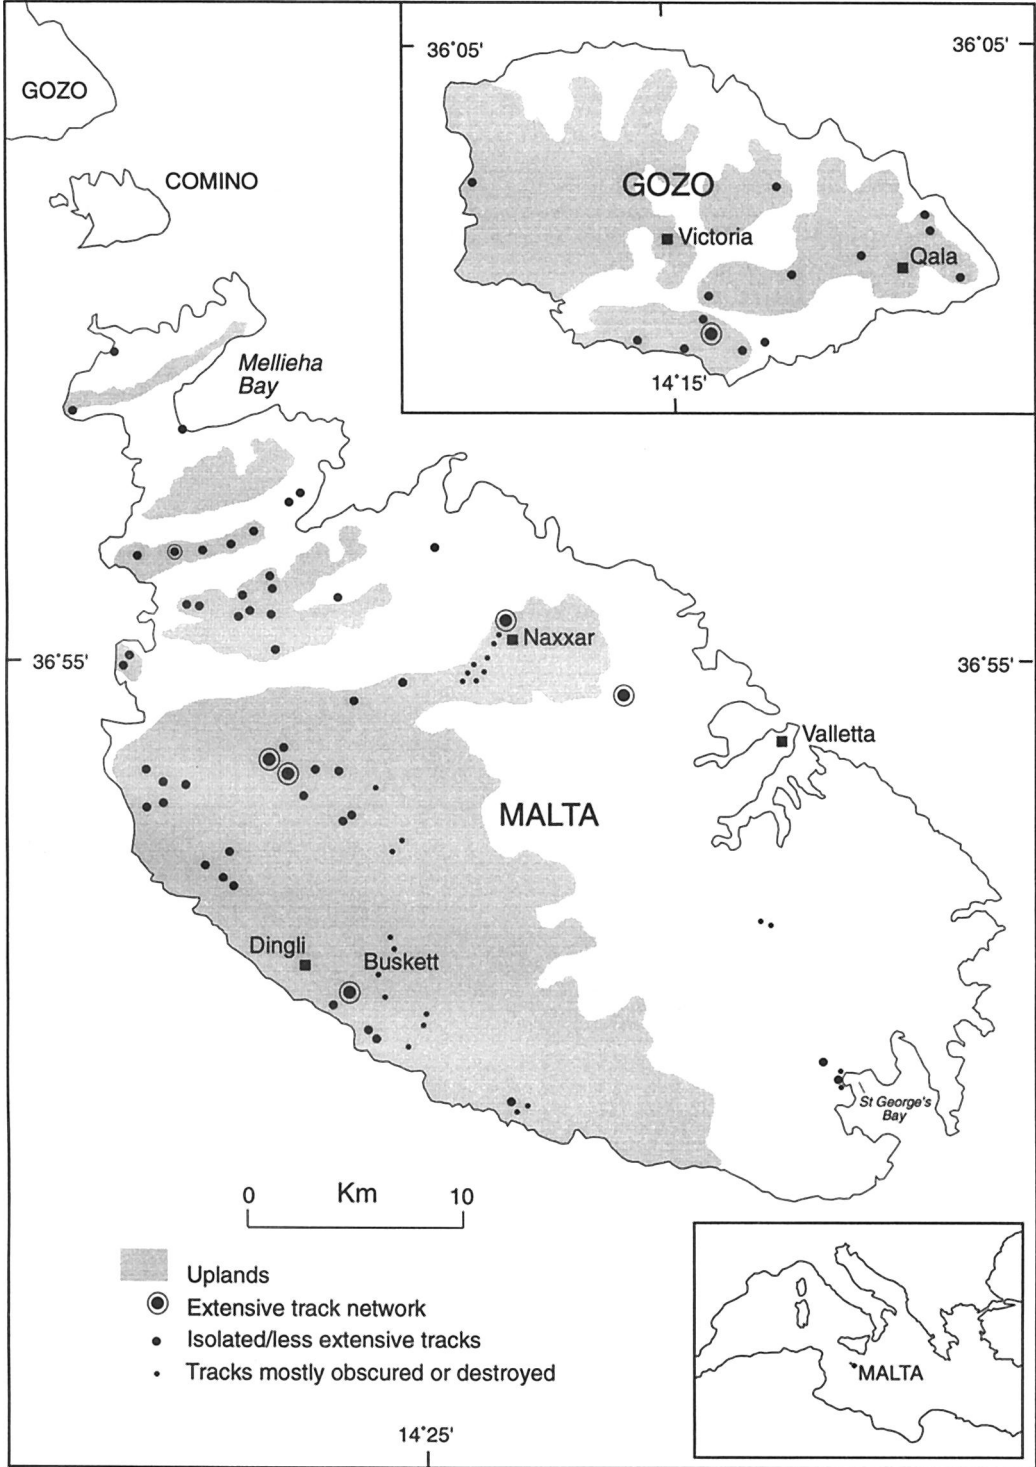 GOZO
COMINO
36°05'
36°05'
GOZO
Victoria
Qala
14°15'
Mellieha
Bay
Naxxar
36°55'
36°55'
Valletta
MALTA
Dingli
Buskett
St George's
Bay
0 Km 10
Uplands
Extensive track network
Isolated/less extensive tracks
Tracks mostly obscured or destroyed
MALTA
14°25'